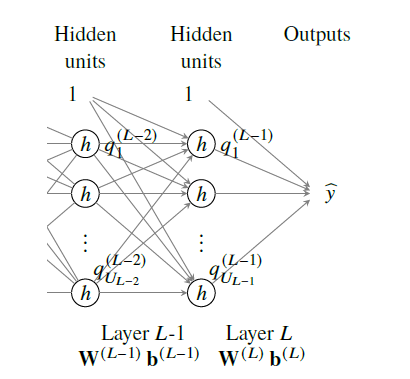 Hidden units Hidden units Outputs
1 1
h q_1^{(L-2)} h q_1^{(L-1)}
h h ŷ
⋮ ⋮
q_{U_{L-2}}^{(L-2)} q_{U_{L-1}}^{(L-1)}
h h
Layer L-1 Layer L
W^{(L-1)} b^{(L-1)} W^{(L)} b^{(L)}